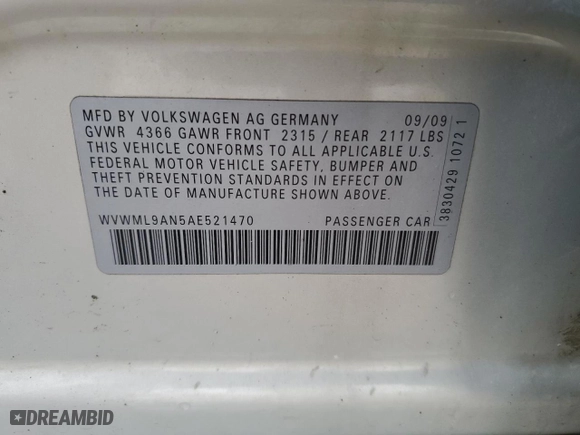 MFD BY VOLKSWAGEN AG GERMANY 09/09
GVWR 4366 GAWR FRONT 2315 / REAR 2117 LBS
THIS VEHICLE CONFORMS TO ALL APPLICABLE U.S.
FEDERAL MOTOR VEHICLE SAFETY, BUMPER AND
THEFT PREVENTION STANDARDS IN EFFECT ON
THE DATE OF MANUFACTURE SHOWN ABOVE.
WVWML9AN5AE521470 PASSENGER CAR
3830429 1072 1
DREAMBID